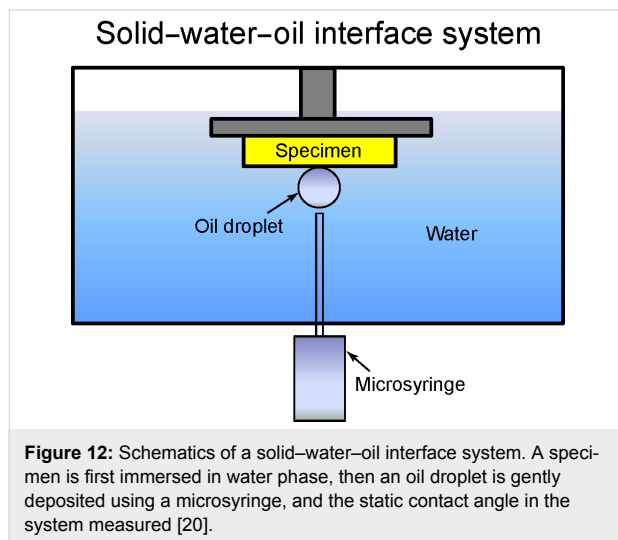 Solid–water–oil interface system
Specimen
Oil droplet
Water
Microsyringe
Figure 12: Schematics of a solid–water–oil interface system. A speci-
men is first immersed in water phase, then an oil droplet is gently
deposited using a microsyringe, and the static contact angle in the
system measured [20].